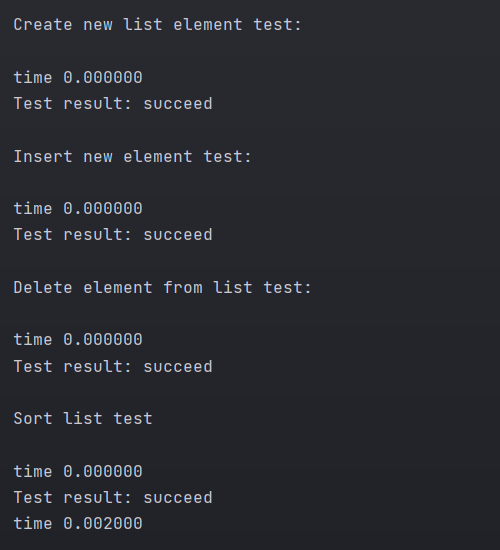 Create new list element test:
time 0.000000
Test result: succeed
Insert new element test:
time 0.000000
Test result: succeed
Delete element from list test:
time 0.000000
Test result: succeed
Sort list test
time 0.000000
Test result: succeed
time 0.002000